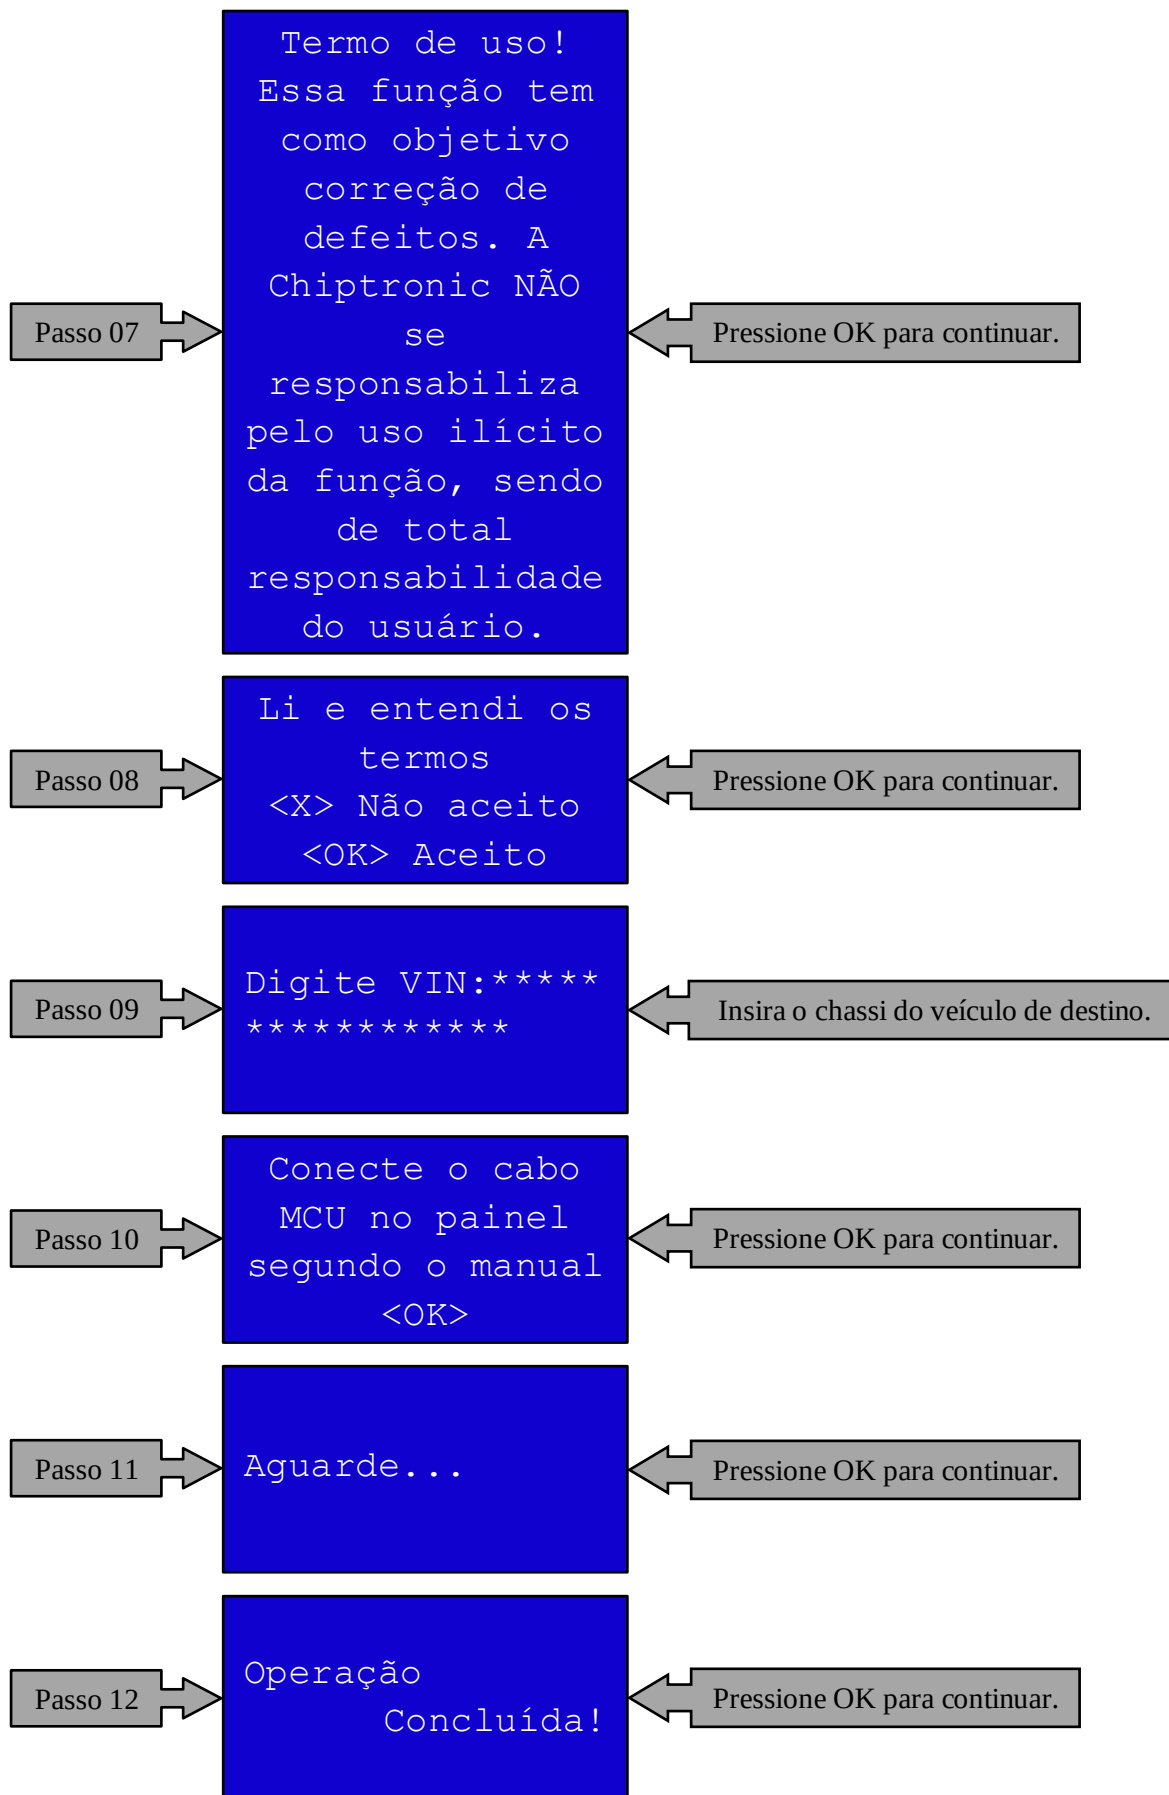 Termo de uso!
Essa função tem
como objetivo
correção de
defeitos. A
Chiptronic NÃO
se
responsabiliza
pelo uso ilícito
da função, sendo
de total
responsabilidade
do usuário.
Passo 07
Pressione OK para continuar.
Li e entendi os
termos
<X> Não aceito
<OK> Aceito
Passo 08
Pressione OK para continuar.
Digite VIN:*****
************
Passo 09
Insira o chassi do veículo de destino.
Conecte o cabo
MCU no painel
segundo o manual
<OK>
Passo 10
Pressione OK para continuar.
Aguarde...
Passo 11
Pressione OK para continuar.
Operação
Concluída!
Passo 12
Pressione OK para continuar.